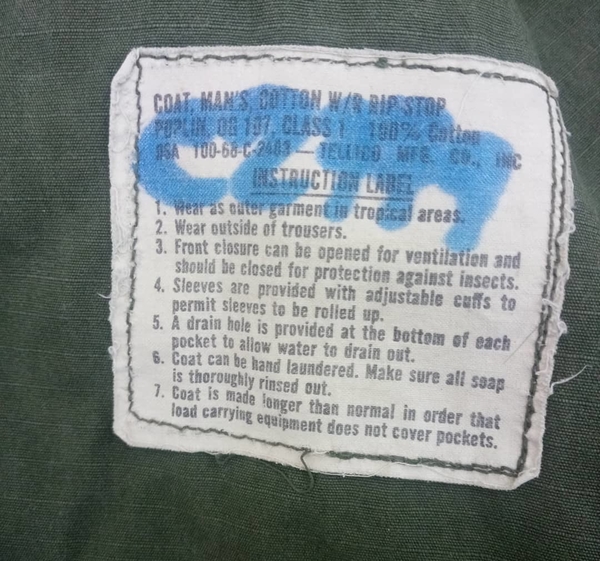 COAT, MAN'S, COTTON W/R RIP STOP
POPLIN, OG 107, CLASS 1 100% Cotton
DSA 100-68-C-2403 — TELLICO MFG. CO., INC
INSTRUCTION LABEL
1. Wear as outer garment in tropical areas.
2. Wear outside of trousers.
3. Front closure can be opened for ventilation and
should be closed for protection against insects.
4. Sleeves are provided with adjustable cuffs to
permit sleeves to be rolled up.
5. A drain hole is provided at the bottom of each
pocket to allow water to drain out.
6. Coat can be hand laundered. Make sure all soap
is thoroughly rinsed out.
7. Coat is made longer than normal in order that
load carrying equipment does not cover pockets.